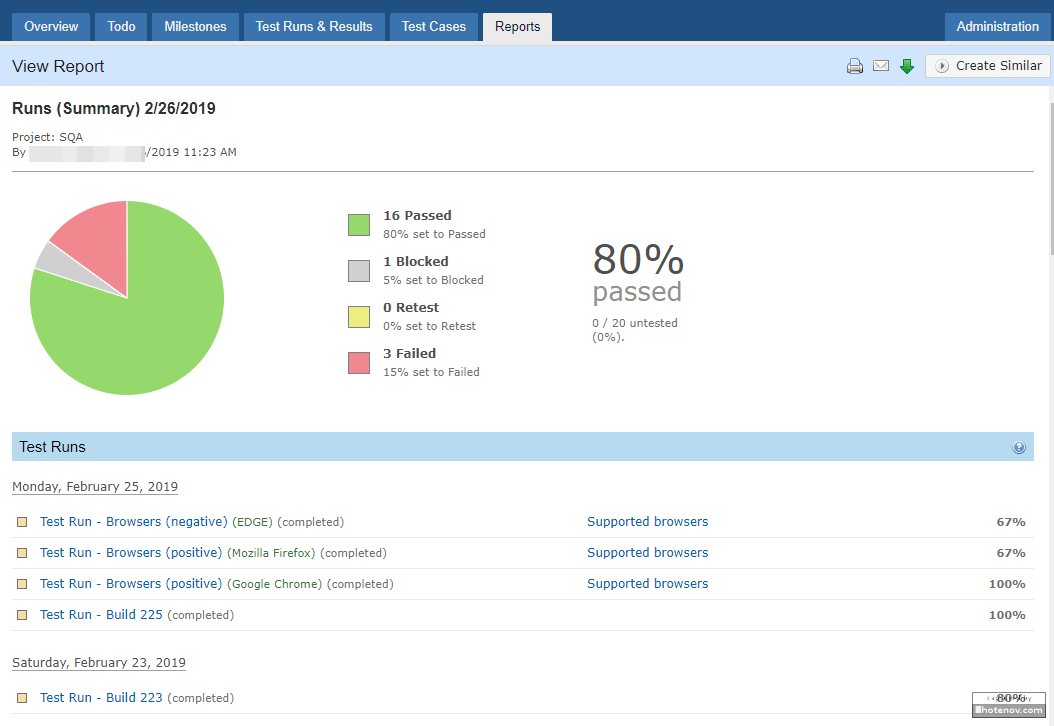 Overview Todo Milestones Test Runs & Results Test Cases Reports Administration
View Report Create Similar
Runs (Summary) 2/26/2019
Project: SQA
By /2019 11:23 AM
16 Passed
80% set to Passed
1 Blocked
5% set to Blocked
0 Retest
0% set to Retest
3 Failed
15% set to Failed
80%
passed
0 / 20 untested
(0%).
Test Runs
Monday, February 25, 2019
Test Run - Browsers (negative) (EDGE) (completed) Supported browsers 67%
Test Run - Browsers (positive) (Mozilla Firefox) (completed) Supported browsers 67%
Test Run - Browsers (positive) (Google Chrome) (completed) Supported browsers 100%
Test Run - Build 225 (completed) 100%
Saturday, February 23, 2019
Test Run - Build 223 (completed) 80%